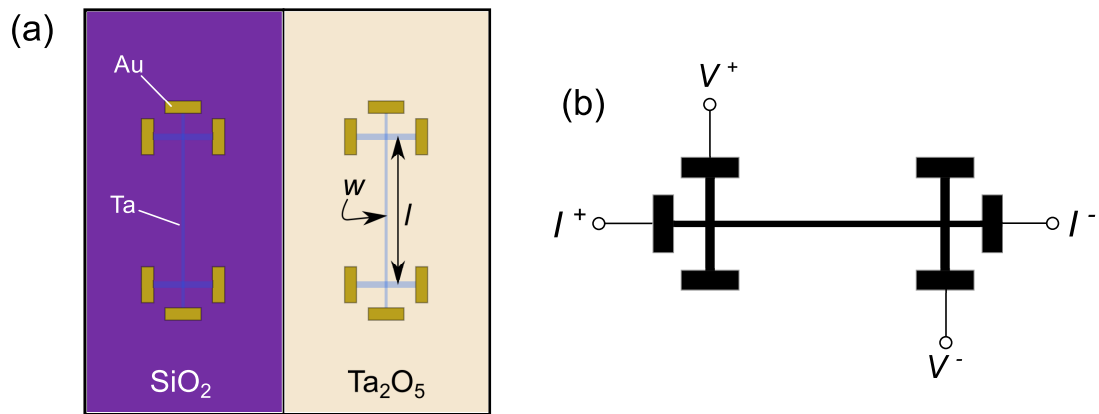 (a)
Au
Ta
w
l
SiO₂
Ta₂O₅
(b)
V⁺
I⁺
I⁻
V⁻